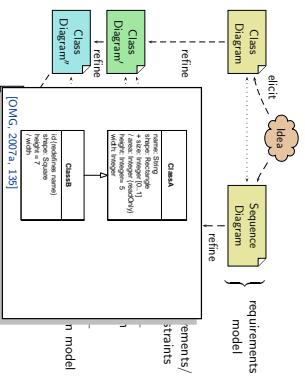 Idea
elicit
Class
Diagram
Sequence
Diagram
requirements
model
refine
refine
Class
Diagram'
refine
Class
Diagram''
ClassA
name: String
shape: Rectangle
+ size: Integer [0..1]
/ area: Integer {readOnly}
height: Integer= 5
width: Integer
ClassB
id {redefines name}
shape: Square
height = 7
/ width
[OMG, 2007a, 135]
rements/
straints
n model